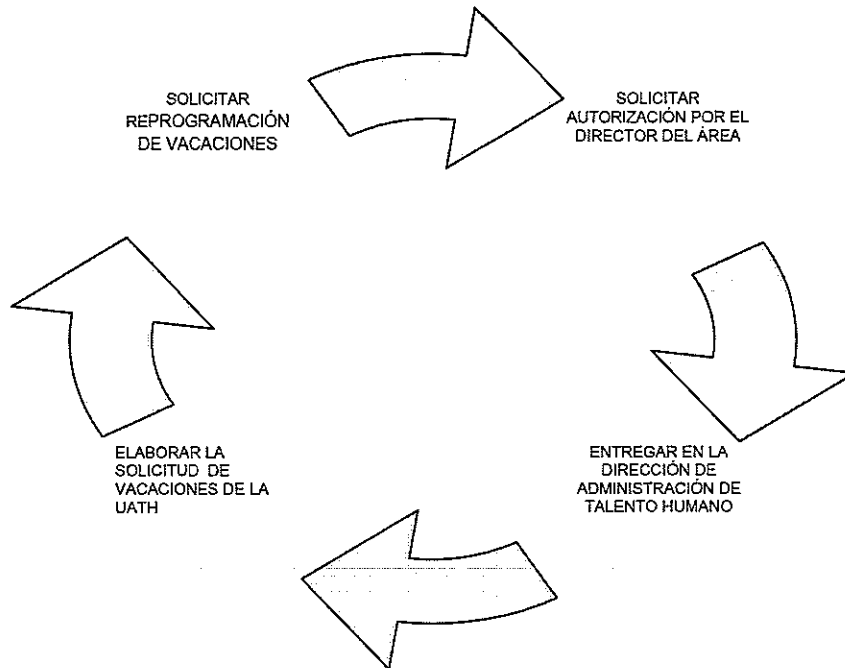 SOLICITAR
REPROGRAMACIÓN
DE VACACIONES
SOLICITAR
AUTORIZACIÓN POR EL
DIRECTOR DEL ÁREA
ENTREGAR EN LA
DIRECCIÓN DE
ADMINISTRACIÓN DE
TALENTO HUMANO
ELABORAR LA
SOLICITUD DE
VACACIONES DE LA
UATH